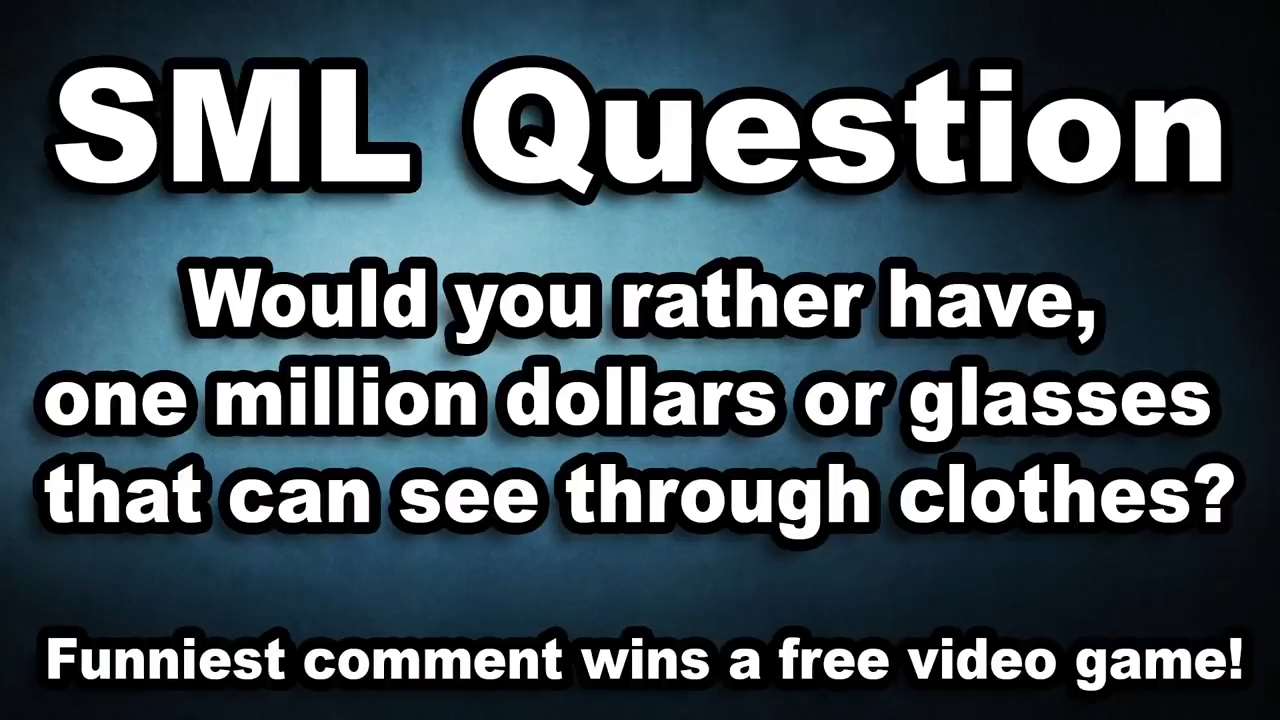 SML Question
Would you rather have,
one million dollars or glasses
that can see through clothes?
Funniest comment wins a free video game!